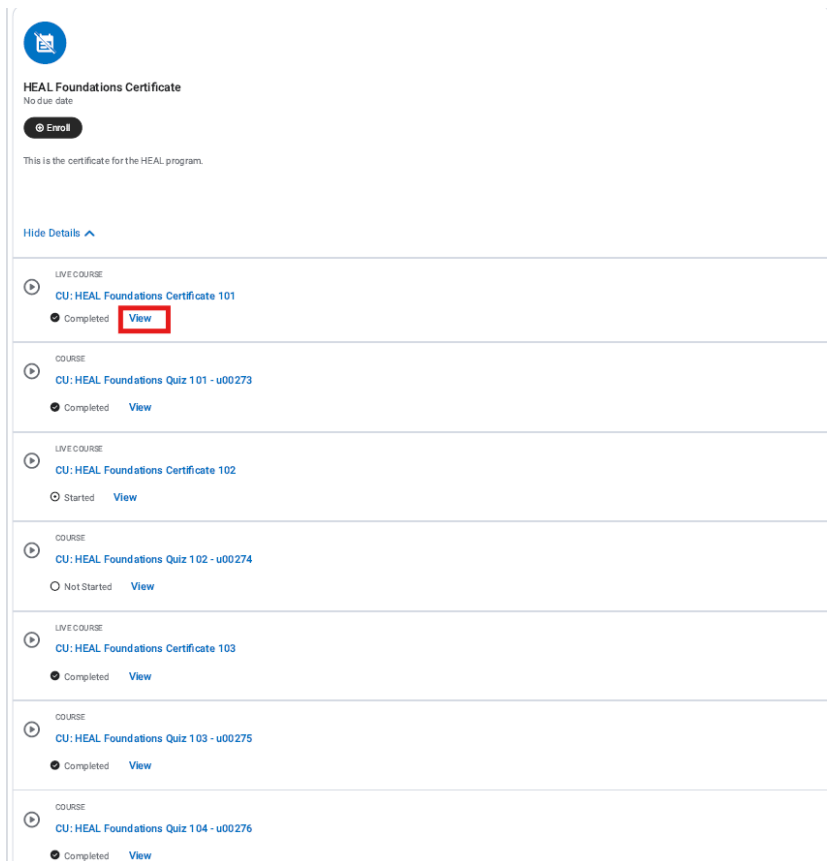 HEAL Foundations Certificate
No due date
Enroll
This is the certificate for the HEAL program.
Hide Details
LIVE COURSE
CU: HEAL Foundations Certificate 101
Completed View
COURSE
CU: HEAL Foundations Quiz 101 - u00273
Completed View
LIVE COURSE
CU: HEAL Foundations Certificate 102
Started View
COURSE
CU: HEAL Foundations Quiz 102 - u00274
Not Started View
LIVE COURSE
CU: HEAL Foundations Certificate 103
Completed View
COURSE
CU: HEAL Foundations Quiz 103 - u00275
Completed View
COURSE
CU: HEAL Foundations Quiz 104 - u00276
Completed View